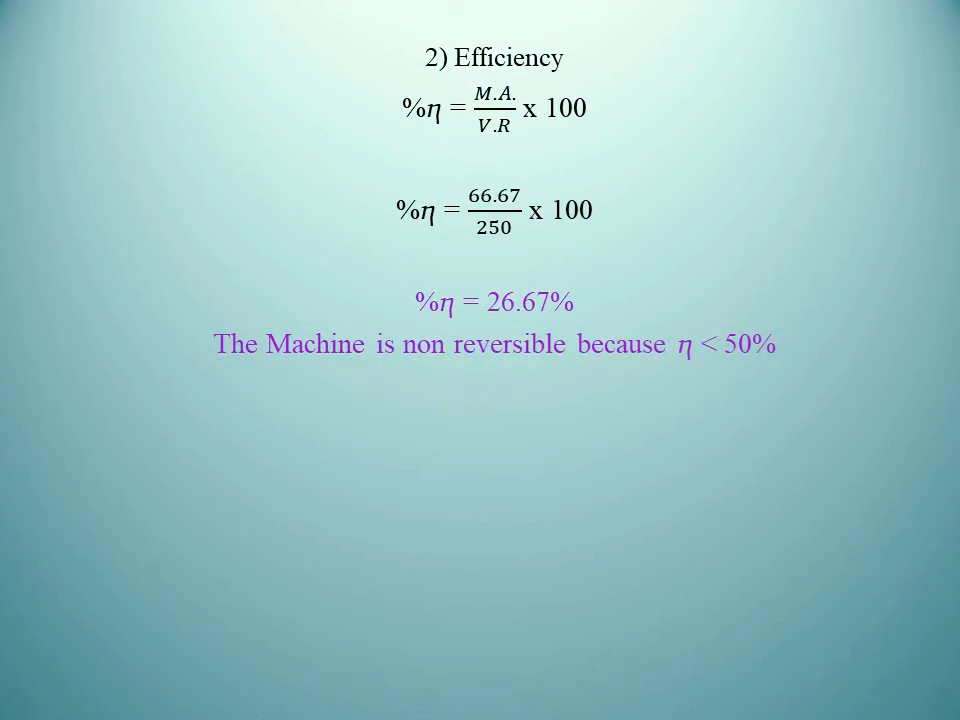 2) Efficiency
%η = M.A. / V.R x 100
%η = 66.67 / 250 x 100
%η = 26.67%
The Machine is non reversible because η < 50%